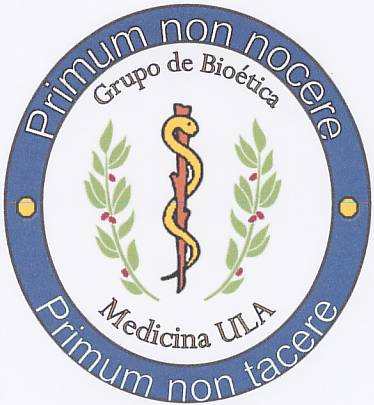 Primum non nocere
Grupo de Bioética
Medicina ULA
Primum non tacere